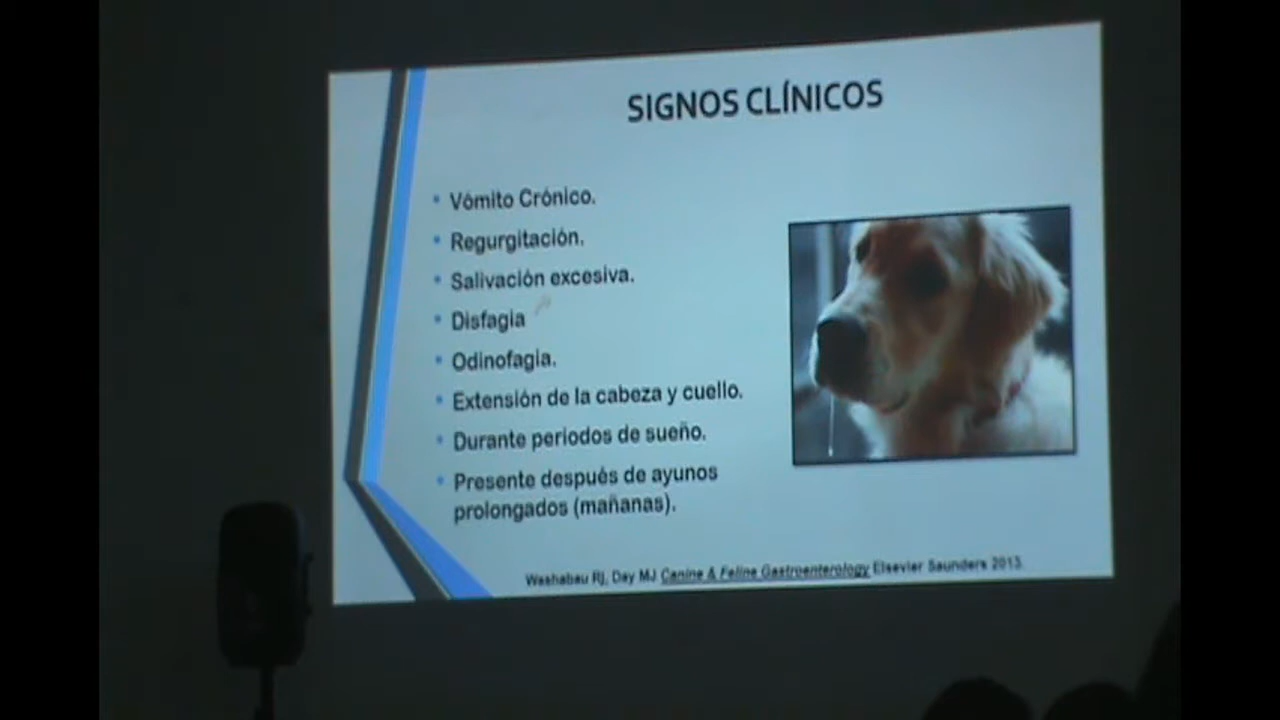 SIGNOS CLÍNICOS
• Vómito Crónico.
• Regurgitación.
• Salivación excesiva.
• Disfagia
• Odinofagia.
• Extensión de la cabeza y cuello.
• Durante periodos de sueño.
• Presente después de ayunos
prolongados (mañanas).
Washabau RJ, Day MJ Canine & Feline Gastroenterology Elsevier Saunders 2013.